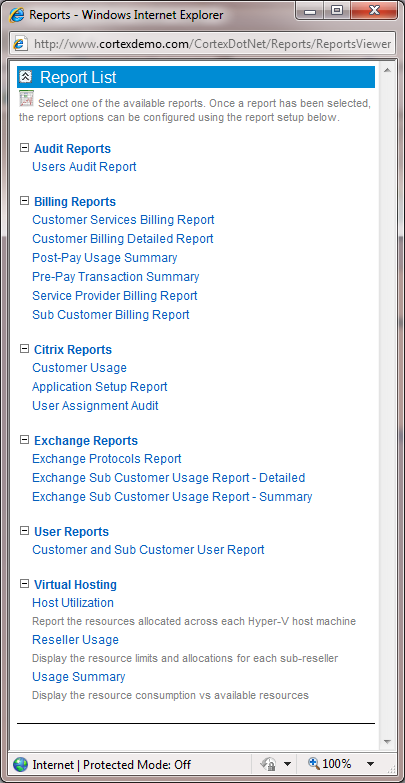 Reports - Windows Internet Explorer
http://www.cortexdemo.com/CortexDotNet/Reports/ReportsViewer
Report List
Select one of the available reports. Once a report has been selected,
the report options can be configured using the report setup below.
Audit Reports
Users Audit Report
Billing Reports
Customer Services Billing Report
Customer Billing Detailed Report
Post-Pay Usage Summary
Pre-Pay Transaction Summary
Service Provider Billing Report
Sub Customer Billing Report
Citrix Reports
Customer Usage
Application Setup Report
User Assignment Audit
Exchange Reports
Exchange Protocols Report
Exchange Sub Customer Usage Report - Detailed
Exchange Sub Customer Usage Report - Summary
User Reports
Customer and Sub Customer User Report
Virtual Hosting
Host Utilization
Report the resources allocated across each Hyper-V host machine
Reseller Usage
Display the resource limits and allocations for each sub-reseller
Usage Summary
Display the resource consumption vs available resources
Internet | Protected Mode: Off
100%